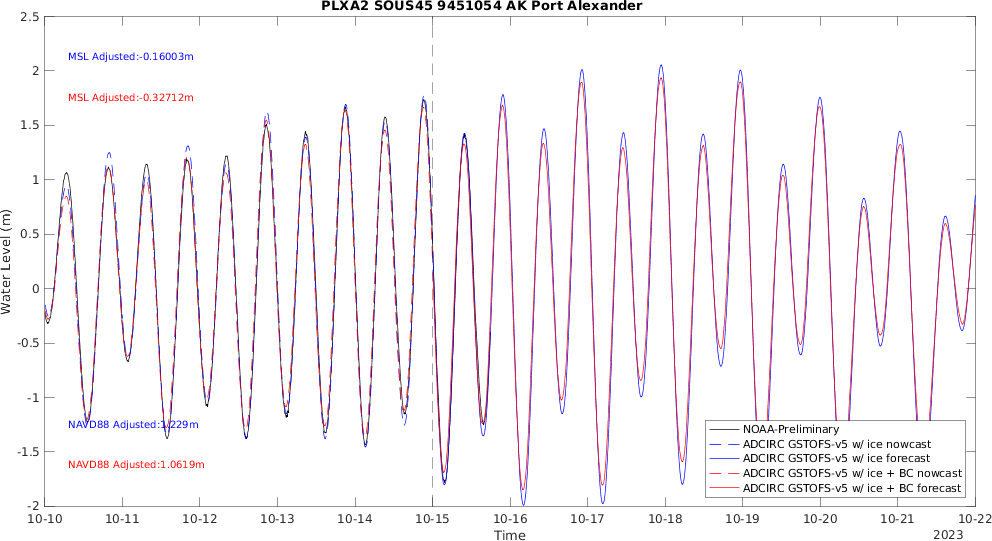 PLXA2 SOUS45 9451054 AK Port Alexander
2.5
2
1.5
1
0.5
0
-0.5
-1
-1.5
-2
Water Level (m)
MSL Adjusted:-0.16003m
MSL Adjusted:-0.32712m
NAVD88 Adjusted:1.229m
NAVD88 Adjusted:1.0619m
NOAA-Preliminary
ADCIRC GSTOFS-v5 w/ ice nowcast
ADCIRC GSTOFS-v5 w/ ice forecast
ADCIRC GSTOFS-v5 w/ ice + BC nowcast
ADCIRC GSTOFS-v5 w/ ice + BC forecast
10-10 10-11 10-12 10-13 10-14 10-15 10-16 10-17 10-18 10-19 10-20 10-21 10-22
Time
2023